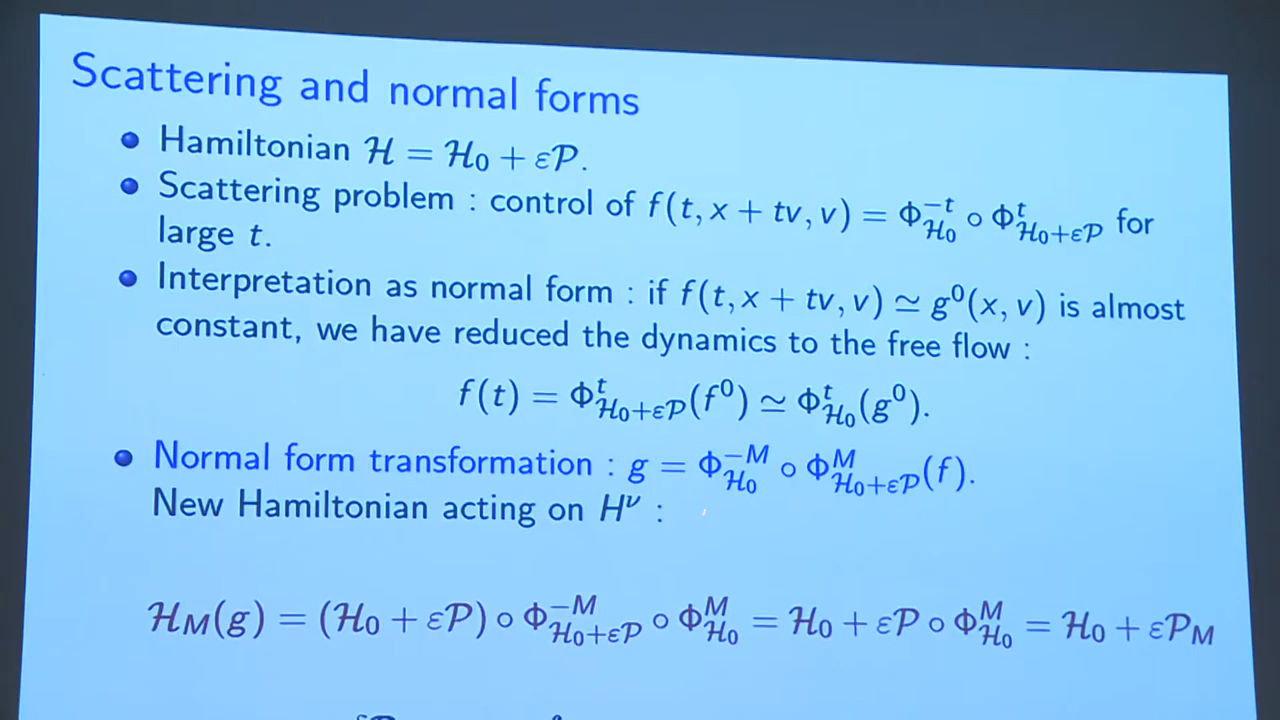 Scattering and normal forms
• Hamiltonian ℋ = ℋ₀ + ε𝒫.
• Scattering problem : control of f(t, x + tv, v) = Φ^{-t}_{ℋ₀} ∘ Φ^{t}_{ℋ₀+ε𝒫} for
large t.
• Interpretation as normal form : if f(t, x + tv, v) ≃ g⁰(x, v) is almost
constant, we have reduced the dynamics to the free flow :
f(t) = Φ^{t}_{ℋ₀+ε𝒫}(f⁰) ≃ Φ^{t}_{ℋ₀}(g⁰).
• Normal form transformation : g = Φ^{-M}_{ℋ₀} ∘ Φ^{M}_{ℋ₀+ε𝒫}(f).
New Hamiltonian acting on H^ν :
ℋ_M(g) = (ℋ₀ + ε𝒫) ∘ Φ^{-M}_{ℋ₀+ε𝒫} ∘ Φ^{M}_{ℋ₀} = ℋ₀ + ε𝒫 ∘ Φ^{M}_{ℋ₀} = ℋ₀ + ε𝒫_M